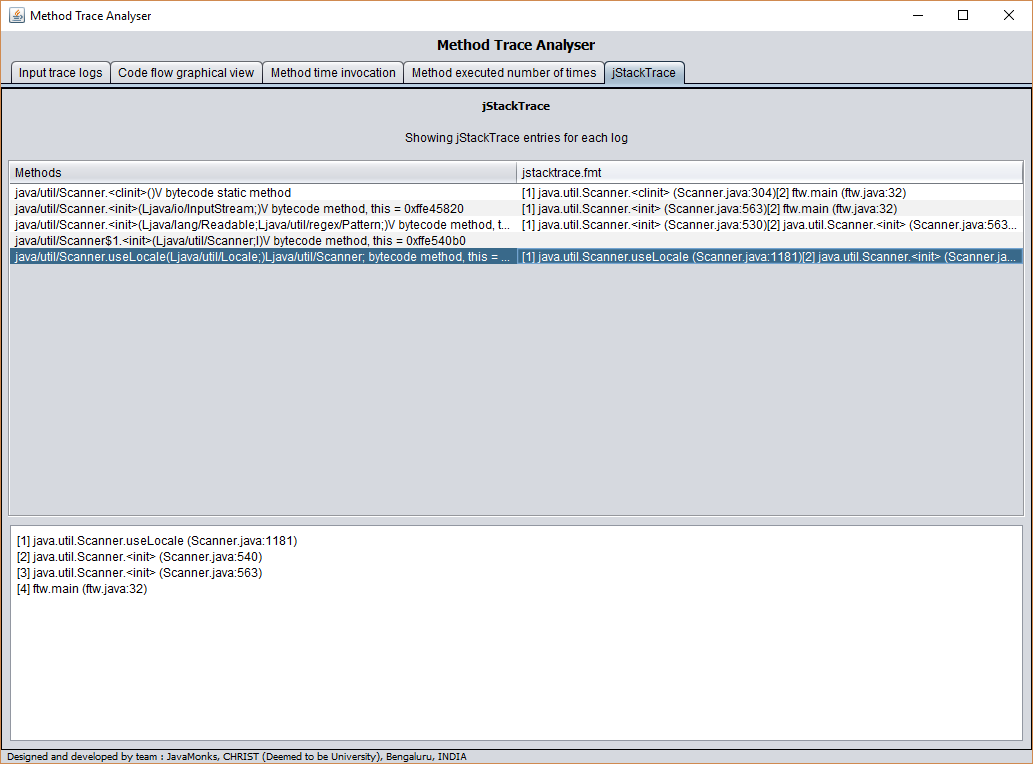 Method Trace Analyser
Method Trace Analyser
Input trace logs Code flow graphical view Method time invocation Method executed number of times jStackTrace
jStackTrace
Showing jStackTrace entries for each log
Methods jstacktrace.fmt
java/util/Scanner.<clinit>()V bytecode static method [1] java.util.Scanner.<clinit> (Scanner.java:304)[2] ftw.main (ftw.java:32)
java/util/Scanner.<init>(Ljava/io/InputStream;)V bytecode method, this = 0xffe45820 [1] java.util.Scanner.<init> (Scanner.java:563)[2] ftw.main (ftw.java:32)
java/util/Scanner.<init>(Ljava/lang/Readable;Ljava/util/regex/Pattern;)V bytecode method, t... [1] java.util.Scanner.<init> (Scanner.java:530)[2] java.util.Scanner.<init> (Scanner.java:563...
java/util/Scanner$1.<init>(Ljava/util/Scanner;I)V bytecode method, this = 0xffe540b0
java/util/Scanner.useLocale(Ljava/util/Locale;)Ljava/util/Scanner; bytecode method, this = ... [1] java.util.Scanner.useLocale (Scanner.java:1181)[2] java.util.Scanner.<init> (Scanner.ja...
[1] java.util.Scanner.useLocale (Scanner.java:1181)
[2] java.util.Scanner.<init> (Scanner.java:540)
[3] java.util.Scanner.<init> (Scanner.java:563)
[4] ftw.main (ftw.java:32)
Designed and developed by team : JavaMonks, CHRIST (Deemed to be University), Bengaluru, INDIA